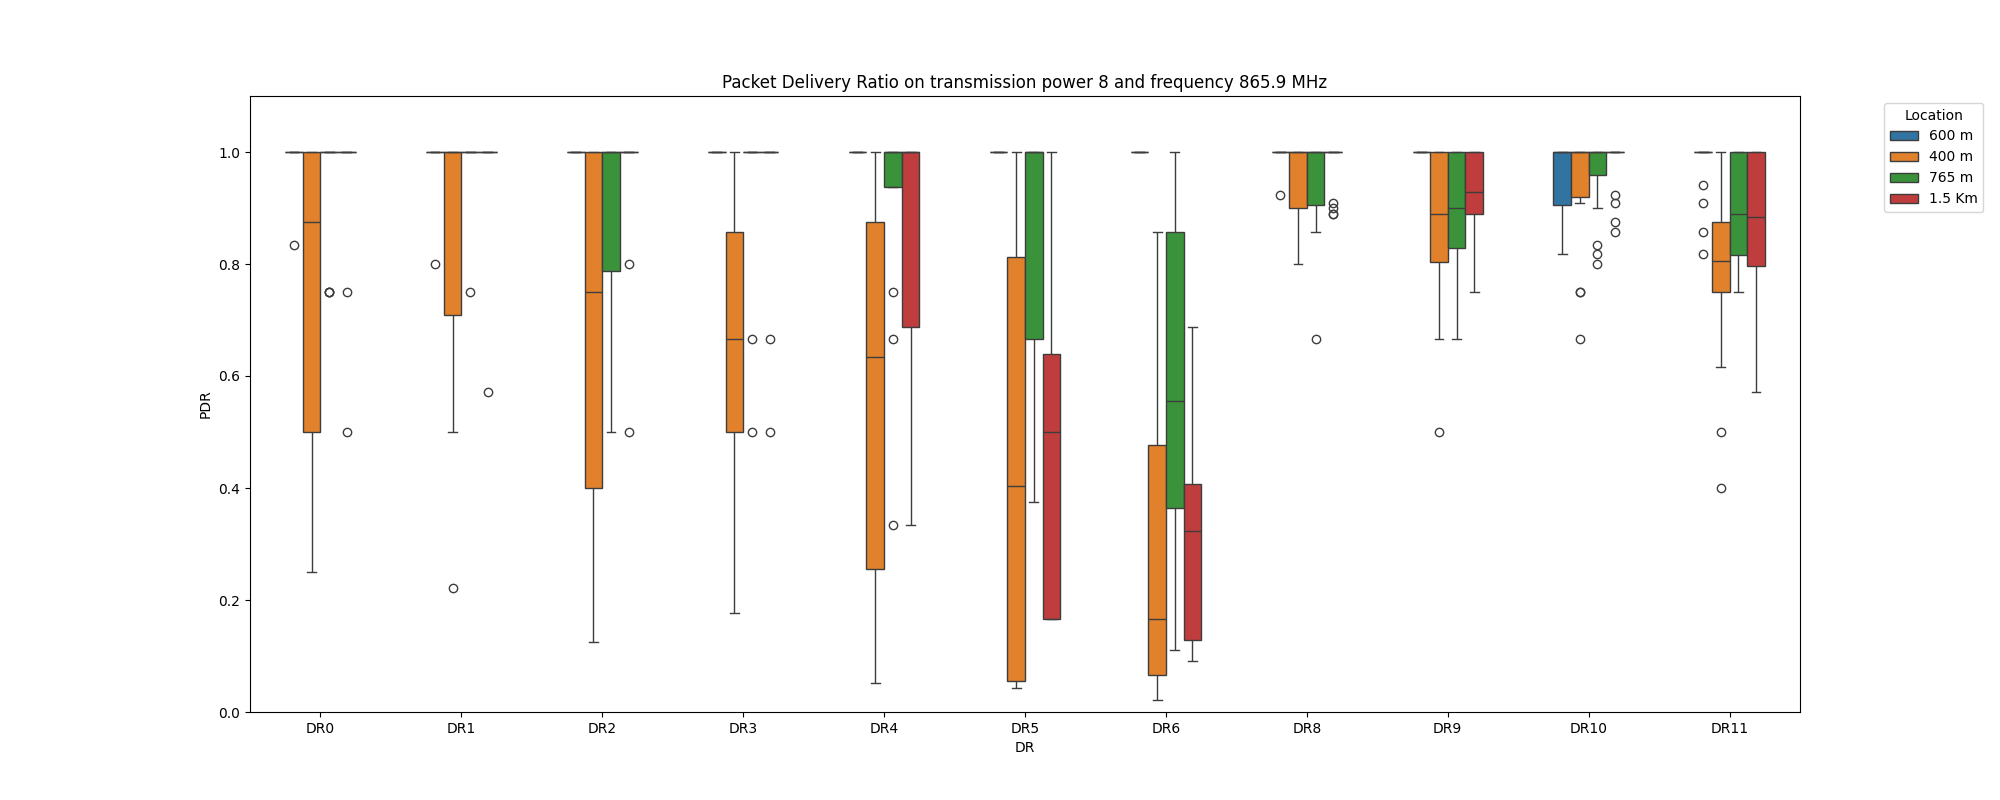 Packet Delivery Ratio on transmission power 8 and frequency 865.9 MHz
Location
600 m
400 m
765 m
1.5 Km
1.0
0.8
0.6
0.4
0.2
0.0
PDR
DR0 DR1 DR2 DR3 DR4 DR5 DR6 DR8 DR9 DR10 DR11
DR